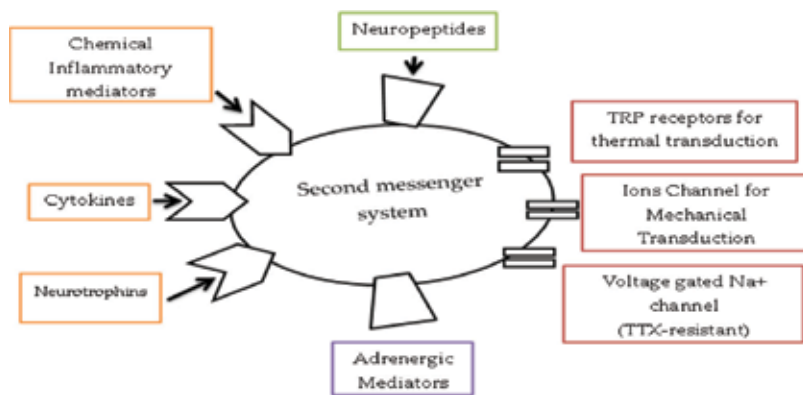 Neuropeptides
Chemical
Inflammatory
mediators
TRP receptors for
thermal transduction
Second messenger
system
Cytokines
Ions Channel for
Mechanical
Transduction
Neurotrophins
Voltage gated Na+
channel
(TTX-resistant)
Adrenergic
Mediators